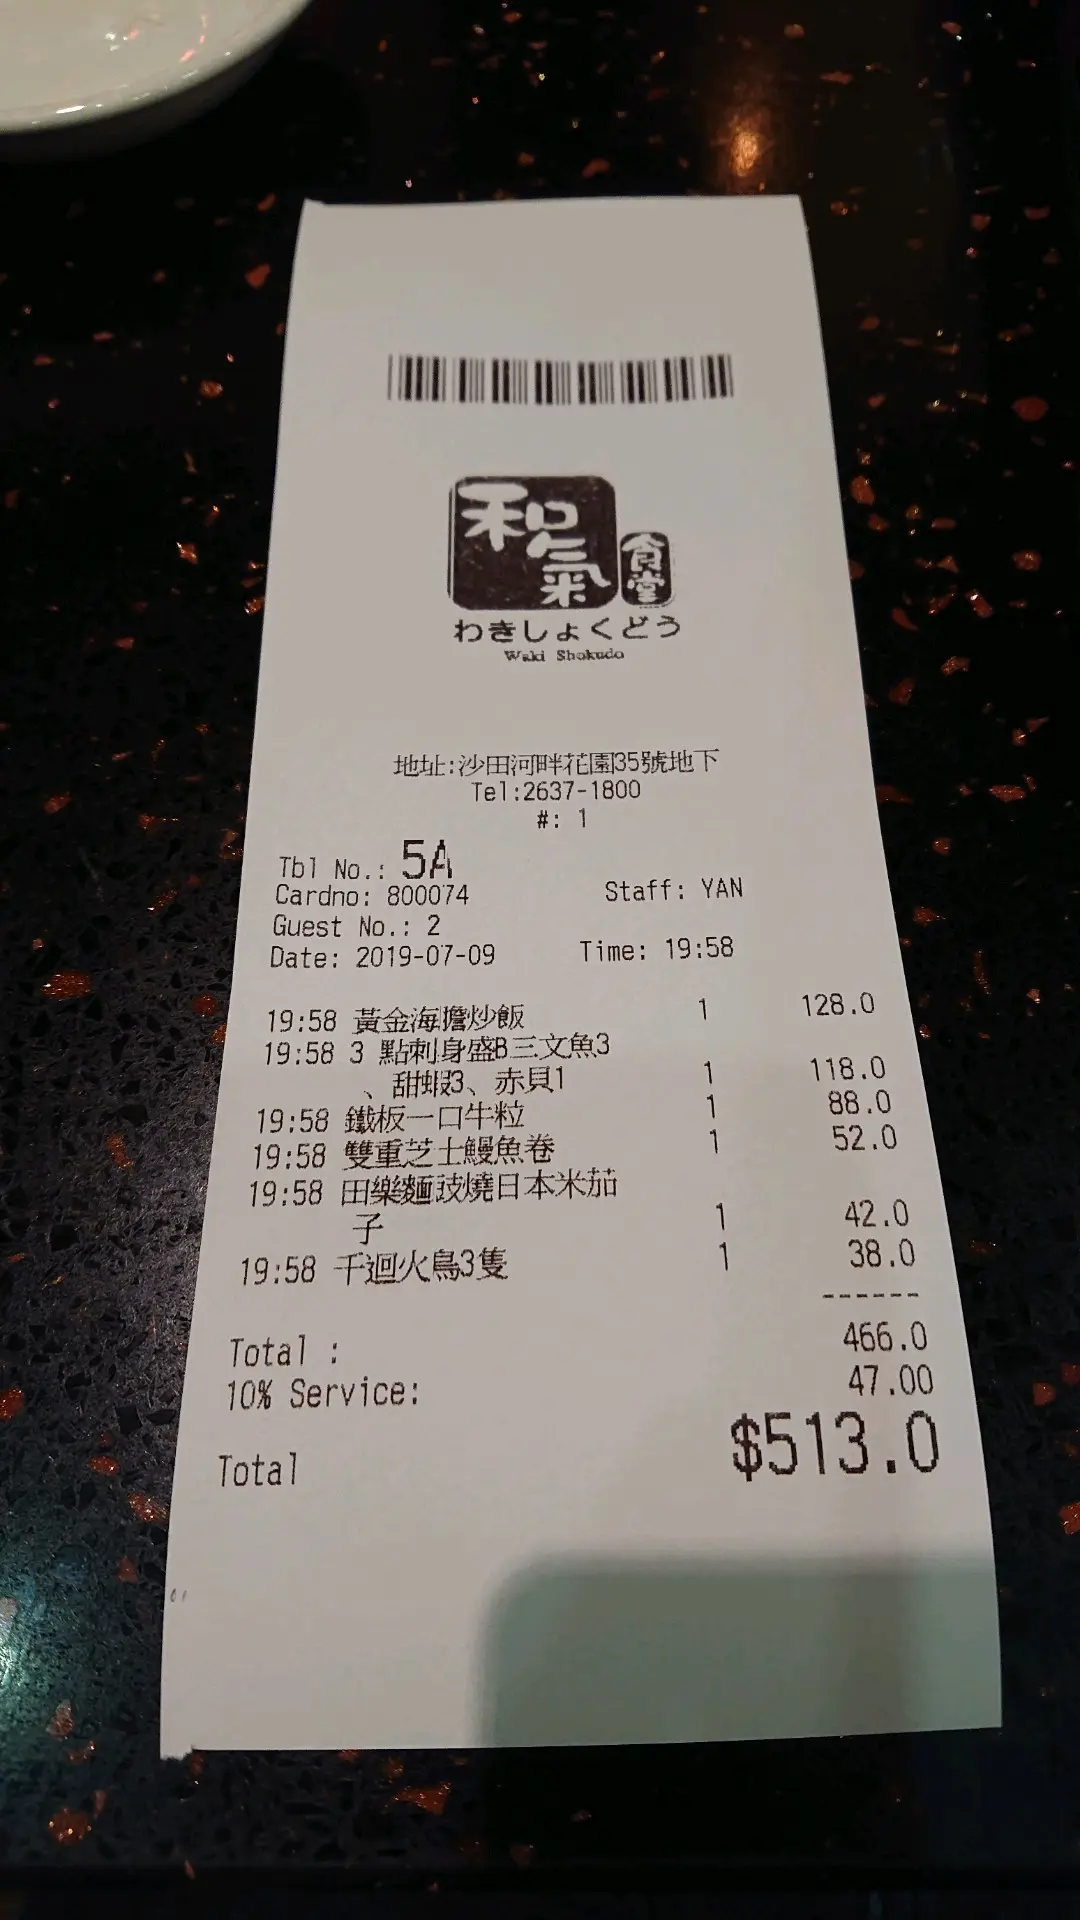 和氣
食堂
わきしょくどう
Waki Shokudo
地址:沙田河畔花園35號地下
Tel:2637-1800
#: 1
Tbl No.: 5A
Cardno: 800074 Staff: YAN
Guest No.: 2
Date: 2019-07-09 Time: 19:58
19:58 黃金海擔炒飯 1 128.0
19:58 3 點刺身盛B三文魚3
、甜蝦3、赤貝1 1 118.0
19:58 鐵板一口牛粒 1 88.0
19:58 雙重芝士鰻魚卷 1 52.0
19:58 田樂麵豉燒日本米茄
子 1 42.0
19:58 千迴火鳥3隻 1 38.0
------
Total : 466.0
10% Service: 47.00
Total $513.0